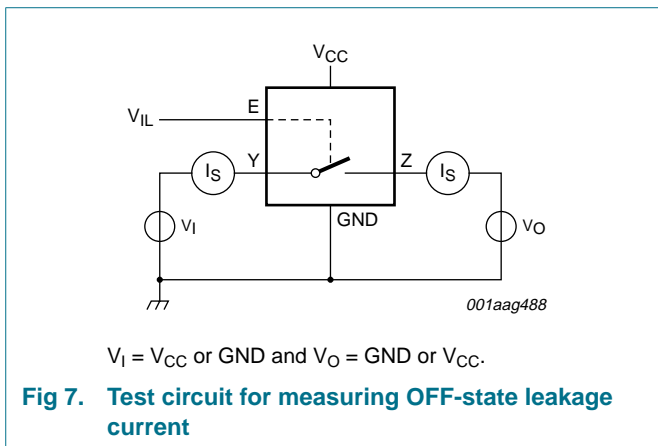 VCC
E
VIL
Y
Z
IS
IS
GND
VI
VO
001aag488
VI = VCC or GND and VO = GND or VCC.
Fig 7. Test circuit for measuring OFF-state leakage
current